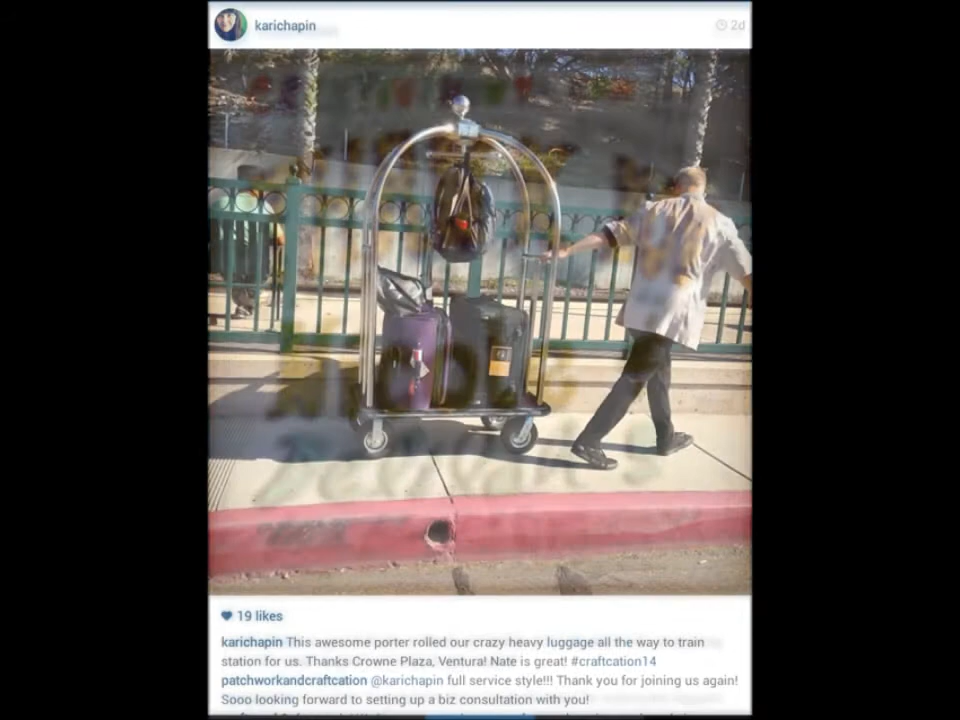 karichapin
2d
19 likes
karichapin This awesome porter rolled our crazy heavy luggage all the way to train
station for us. Thanks Crowne Plaza, Ventura! Nate is great! #craftcation14
patchworkandcraftcation @karichapin full service style!!! Thank you for joining us again!
Sooo looking forward to setting up a biz consultation with you!